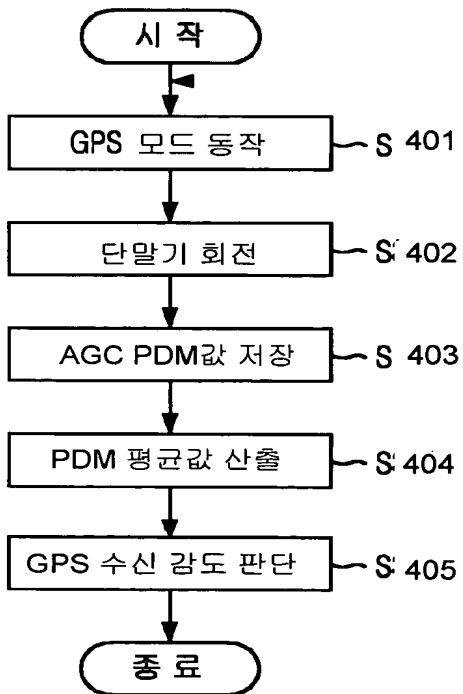 시 작
GPS 모드 동작 S 401
단말기 회전 S 402
AGC PDM값 저장 S 403
PDM 평균값 산출 S 404
GPS 수신 감도 판단 S 405
종 료